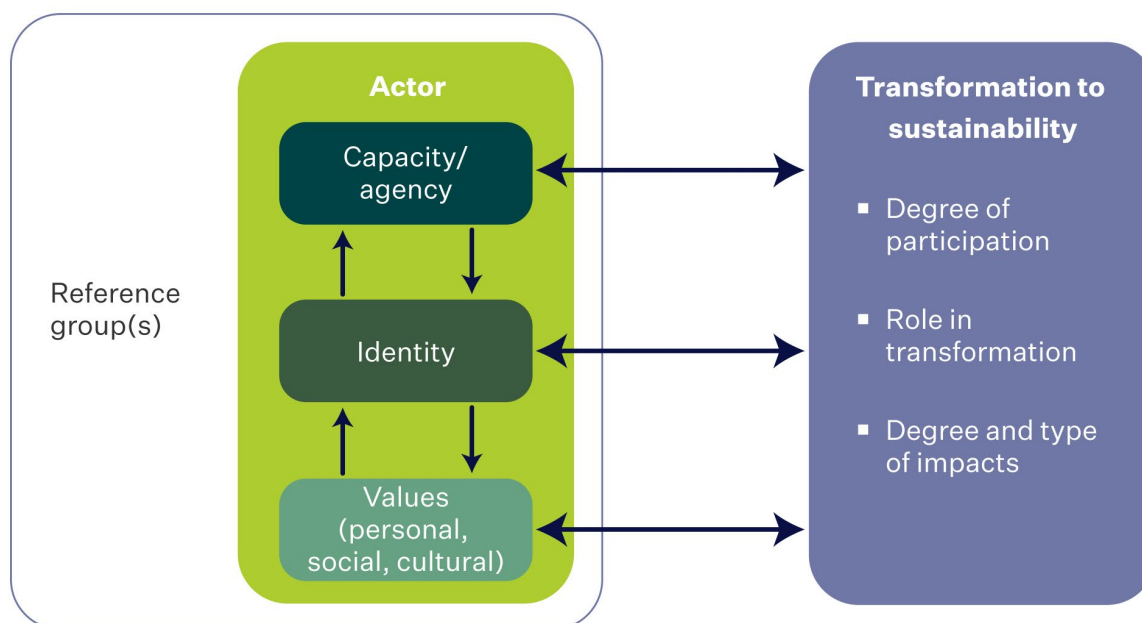 Reference
group(s)
Actor
Capacity/
agency
Identity
Values
(personal,
social, cultural)
Transformation to
sustainability
▪ Degree of
participation
▪ Role in
transformation
▪ Degree and type
of impacts